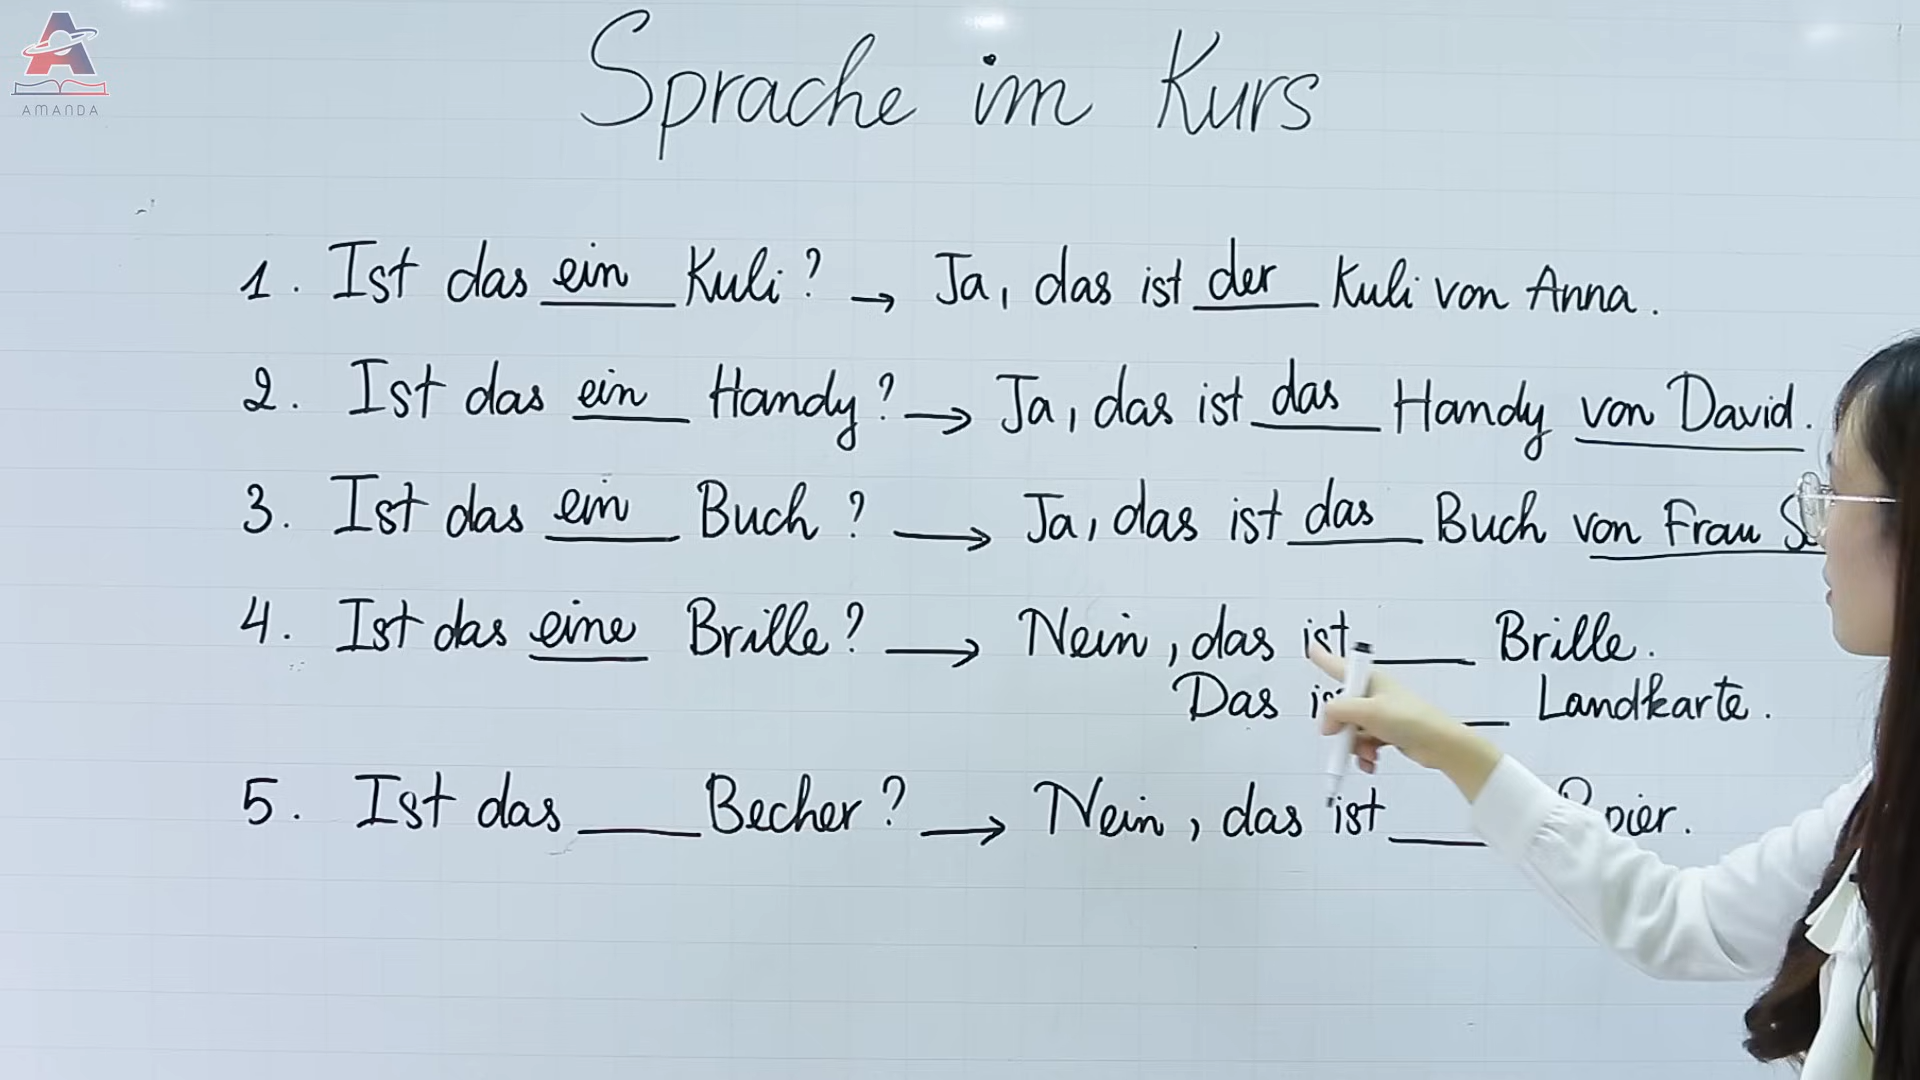 AMANDA
Sprache im Kurs
1. Ist das ein Kuli? → Ja, das ist der Kuli von Anna.
2. Ist das ein Handy? → Ja, das ist das Handy von David.
3. Ist das ein Buch? → Ja, das ist das Buch von Frau
4. Ist das eine Brille? → Nein, das ist ___ Brille.
Das ___ Landkarte.
5. Ist das ___ Becher? → Nein, das ist ___